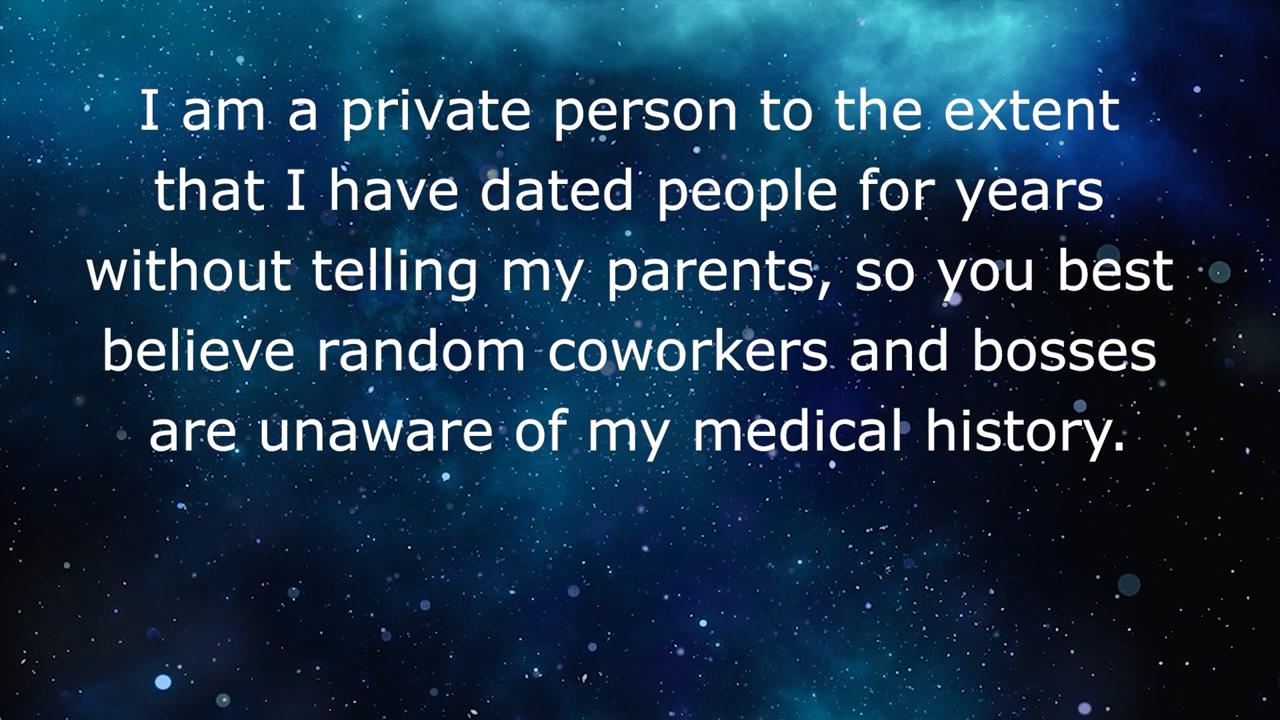 I am a private person to the extent
that I have dated people for years
without telling my parents, so you best
believe random coworkers and bosses
are unaware of my medical history.